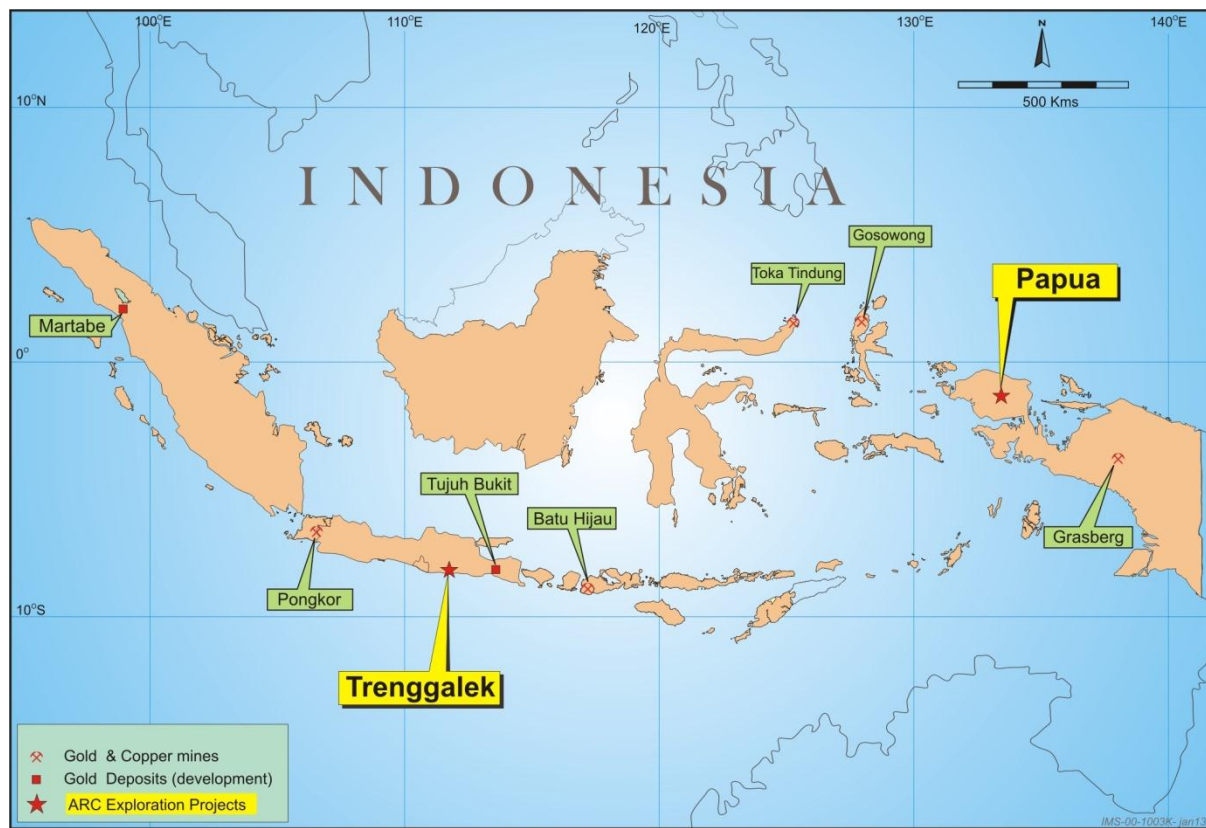 100°E
110°E
120°E
130°E
140°E
N
500 Kms
10°N
INDONESIA
Gosowong
Toka Tindung
Papua
Martabe
0°
Tujuh Bukit
Batu Hijau
Grasberg
Pongkor
10°S
Trenggalek
Gold & Copper mines
Gold Deposits (development)
ARC Exploration Projects
IMS-00-1003K- jan13